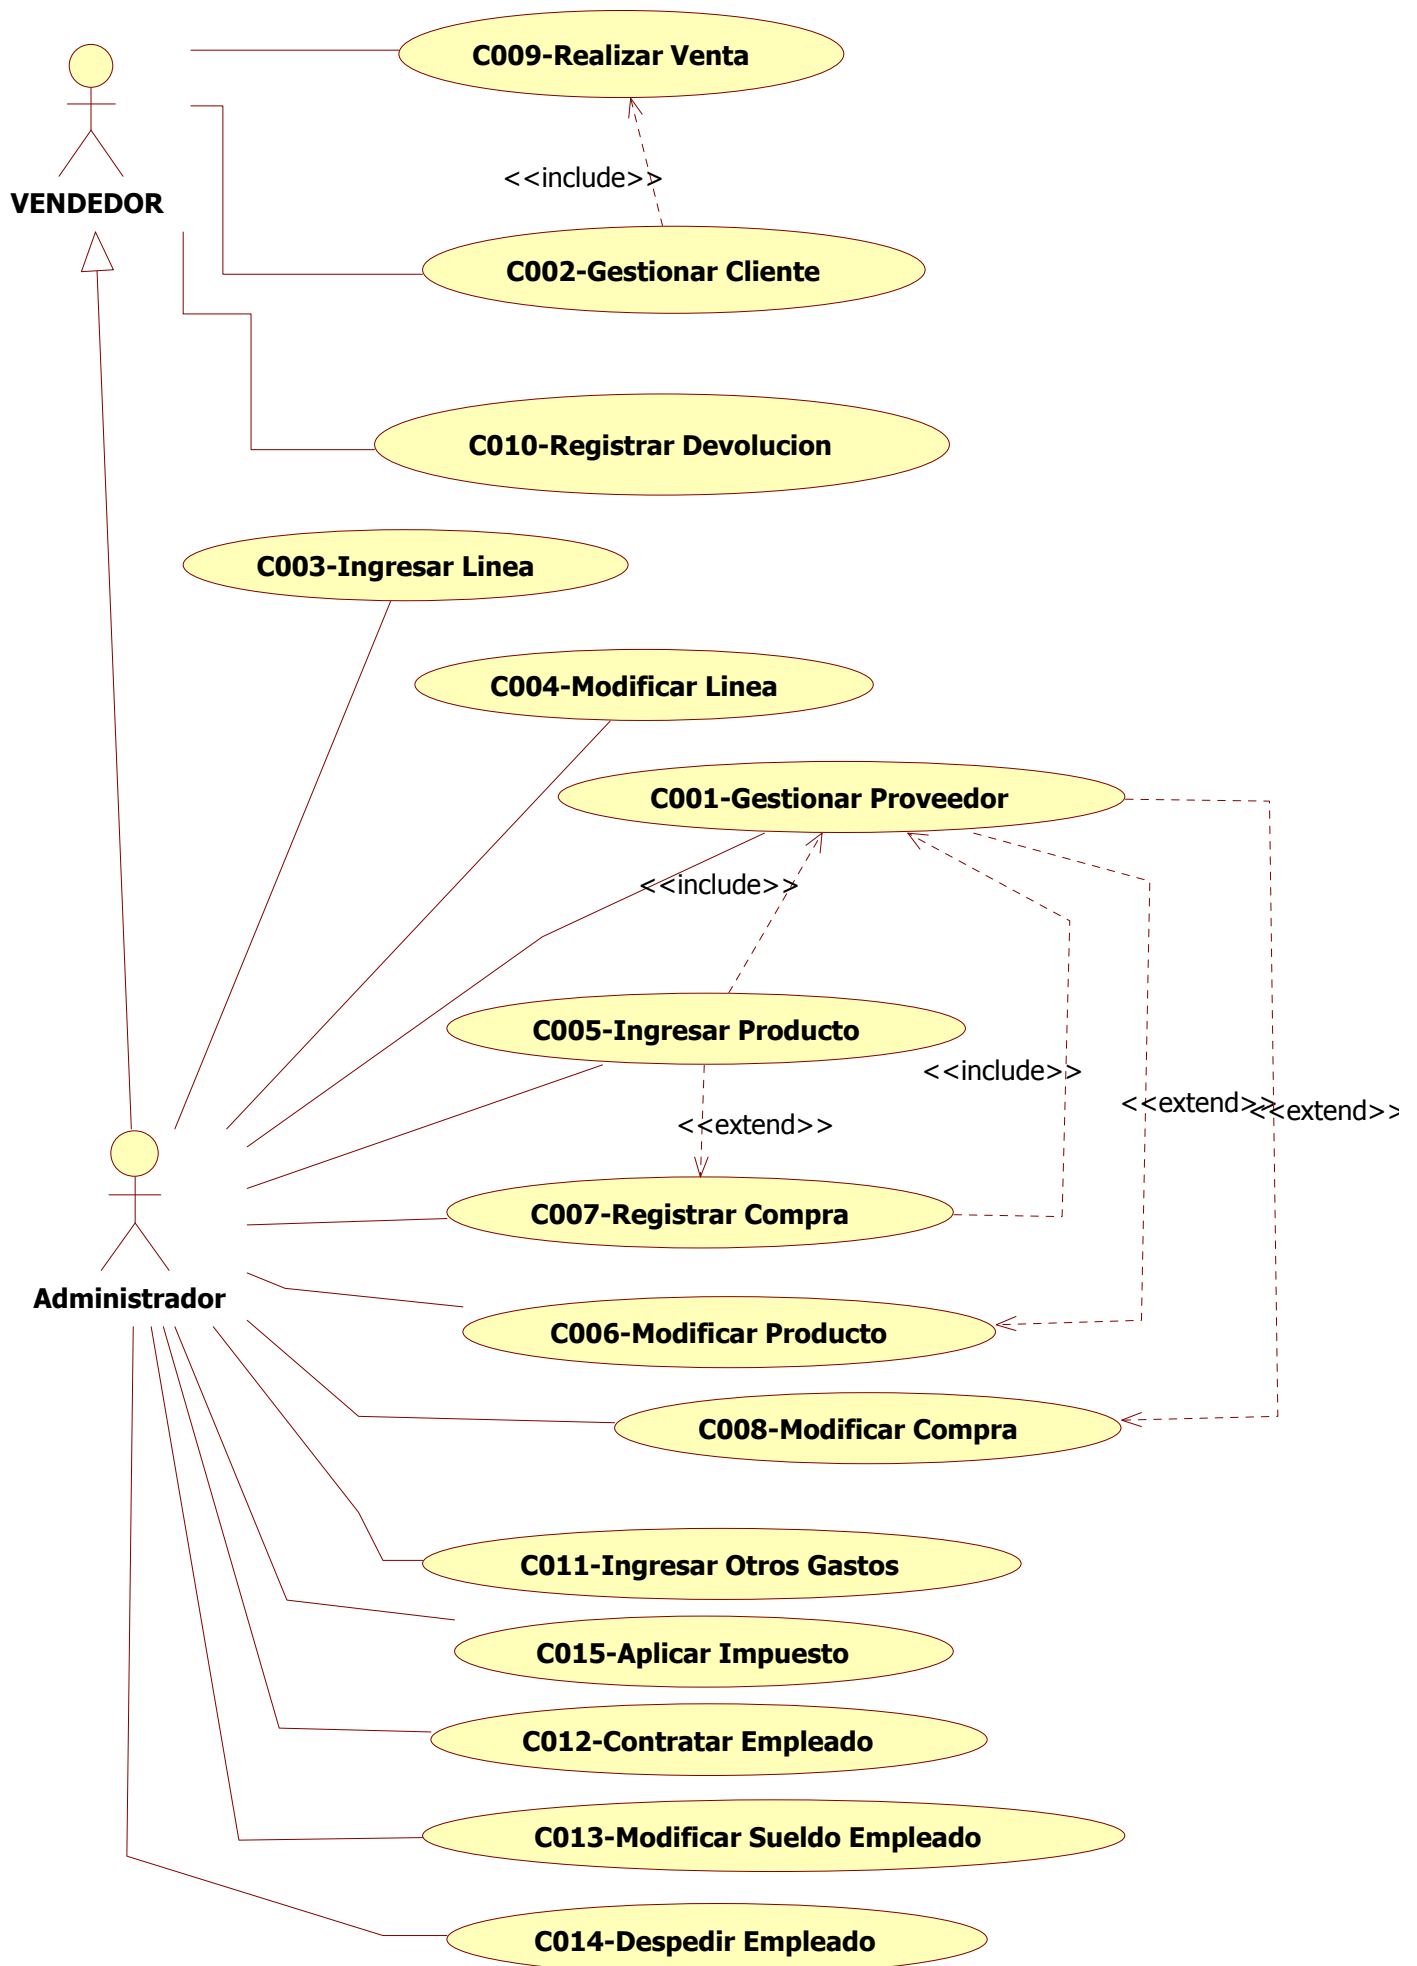 C009-Realizar Venta
<<include>>
VENDEDOR
C002-Gestionar Cliente
C010-Registrar Devolucion
C003-Ingresar Linea
C004-Modificar Linea
C001-Gestionar Proveedor
<<include>>
C005-Ingresar Producto
<<include>>
<<extend>>
<<extend>>
<<extend>>
C007-Registrar Compra
Administrador
C006-Modificar Producto
C008-Modificar Compra
C011-Ingresar Otros Gastos
C015-Aplicar Impuesto
C012-Contratar Empleado
C013-Modificar Sueldo Empleado
C014-Despedir Empleado